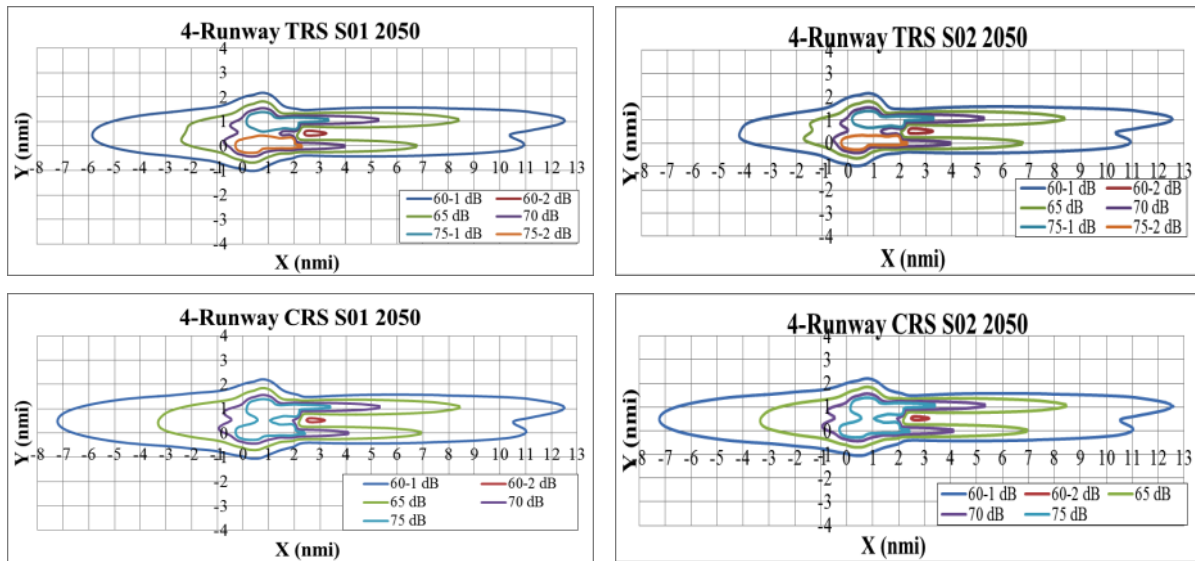 4-Runway TRS S01 2050
4
3
2
1
0
-8 -7 -6 -5 -4 -3 -2 -1 0 1 2 3 4 5 6 7 8 9 10 11 12 13
-1
-2
-3
-4
Y (nmi)
60-1 dB 60-2 dB
65 dB 70 dB
75-1 dB 75-2 dB
X (nmi)
4-Runway TRS S02 2050
4
3
2
1
0
-8 -7 -6 -5 -4 -3 -2 -1 0 1 2 3 4 5 6 7 8 9 10 11 12 13
-1
-2
-3
-4
Y (nmi)
60-1 dB 60-2 dB
65 dB 70 dB
75-1 dB 75-2 dB
X (nmi)
4-Runway CRS S01 2050
4
3
2
1
0
-8 -7 -6 -5 -4 -3 -2 -1 0 1 2 3 4 5 6 7 8 9 10 11 12 13
-1
-2
-3
-4
Y (nmi)
60-1 dB 60-2 dB
65 dB 70 dB
75 dB
X (nmi)
4-Runway CRS S02 2050
4
3
2
1
0
-8 -7 -6 -5 -4 -3 -2 -1 0 1 2 3 4 5 6 7 8 9 10 11 12 13
-1
-2
-3
-4
Y (nmi)
60-1 dB 60-2 dB 65 dB
70 dB 75 dB
X (nmi)